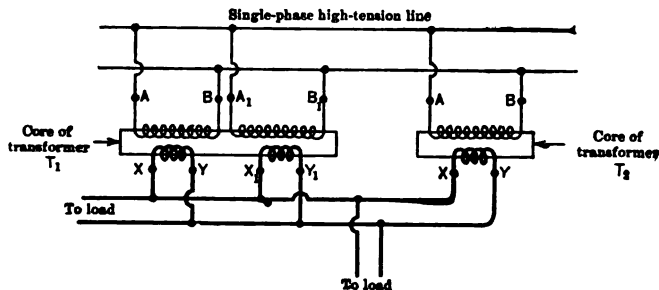 Single-phase high-tension line
A
B
A1
B1
A
B
Core of
transformer
T1
Core of
transformer
T2
X
Y
X1
Y1
X
Y
To load
To load